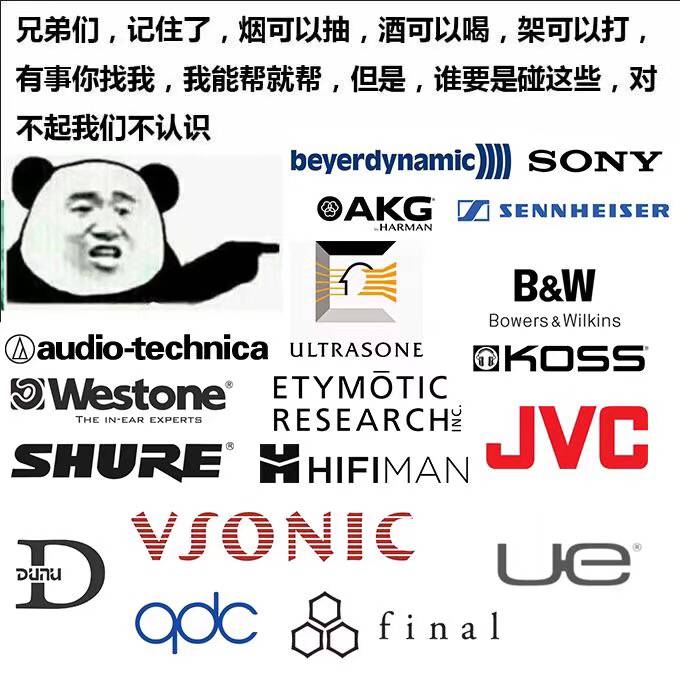 兄弟们，记住了，烟可以抽，酒可以喝，架可以打，
有事你找我，我能帮就帮，但是，谁要是碰这些，对
不起我们不认识
beyerdynamic
SONY
AKG
by HARMAN
SENNHEISER
B&W
Bowers & Wilkins
audio-technica
ULTRASONE
KOSS
Westone
THE IN-EAR EXPERTS
ETYMŌTIC
RESEARCH INC.
JVC
SHURE
HIFIMAN
DUNU
VSONIC
ue
qdc
final